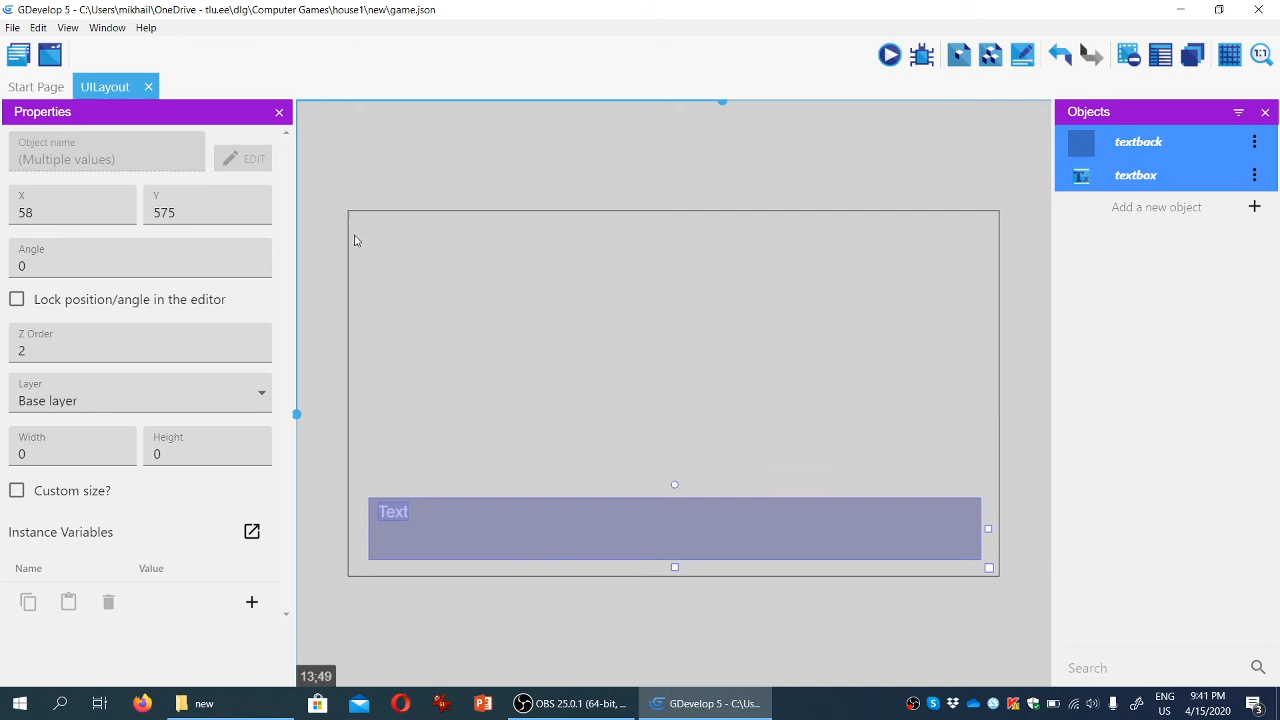 GDevelop 5 - C:\Users\mikhail\OneDrive - tlu.ee\dlg\Computer Games\house1\new\game.json
File Edit View Window Help
1:1
Start Page UILayout
Properties
Objects
Object name
(Multiple values)
EDIT
textback
X
58
Y
575
Tx textbox
Add a new object
Angle
0
Lock position/angle in the editor
Z Order
2
Layer
Base layer
Width
0
Height
0
Custom size?
Text
Instance Variables
Name Value
Search
13;49
new
OBS 25.0.1 (64-bit, ...
GDevelop 5 - C:\Us...
ENG
US
9:41 PM
4/15/2020
3